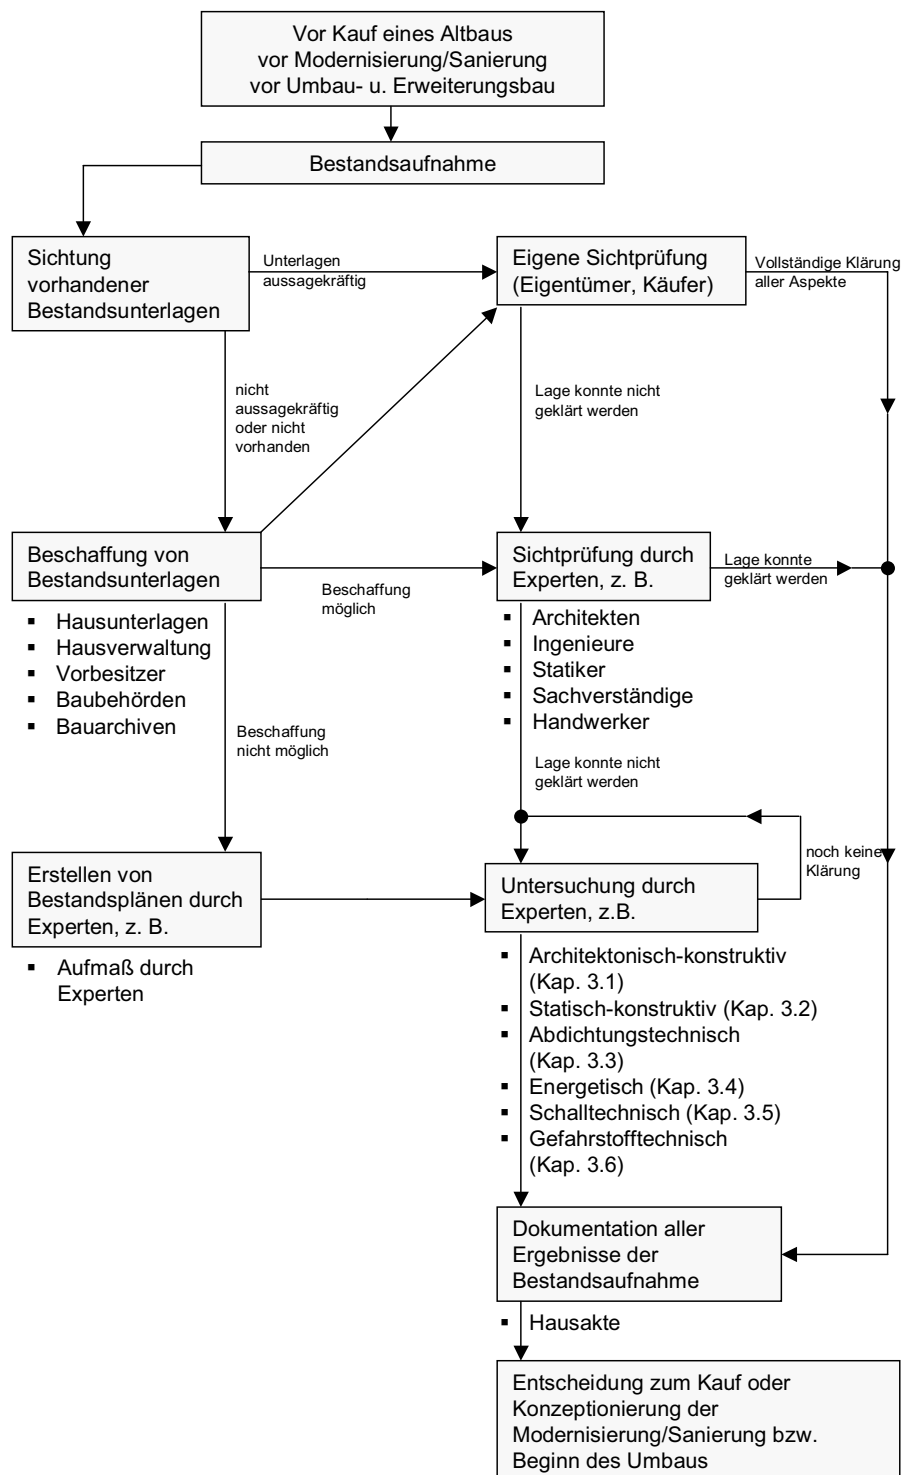 Vor Kauf eines Altbaus
vor Modernisierung/Sanierung
vor Umbau- u. Erweiterungsbau
Bestandsaufnahme
Sichtung
vorhandener
Bestandsunterlagen
Unterlagen
aussagekräftig
Eigene Sichtprüfung
(Eigentümer, Käufer)
Vollständige Klärung
aller Aspekte
nicht
aussagekräftig
oder nicht
vorhanden
Lage konnte nicht
geklärt werden
Beschaffung von
Bestandsunterlagen
Beschaffung
möglich
Sichtprüfung durch
Experten, z. B.
Lage konnte
geklärt werden
▪ Hausunterlagen
▪ Hausverwaltung
▪ Vorbesitzer
▪ Baubehörden
▪ Bauarchiven
▪ Architekten
▪ Ingenieure
▪ Statiker
▪ Sachverständige
▪ Handwerker
Beschaffung
nicht möglich
Lage konnte nicht
geklärt werden
noch keine
Klärung
Erstellen von
Bestandsplänen durch
Experten, z. B.
▪ Aufmaß durch
Experten
Untersuchung durch
Experten, z.B.
▪ Architektonisch-konstruktiv
(Kap. 3.1)
▪ Statisch-konstruktiv (Kap. 3.2)
▪ Abdichtungstechnisch
(Kap. 3.3)
▪ Energetisch (Kap. 3.4)
▪ Schalltechnisch (Kap. 3.5)
▪ Gefahrstofftechnisch
(Kap. 3.6)
Dokumentation aller
Ergebnisse der
Bestandsaufnahme
▪ Hausakte
Entscheidung zum Kauf oder
Konzeptionierung der
Modernisierung/Sanierung bzw.
Beginn des Umbaus